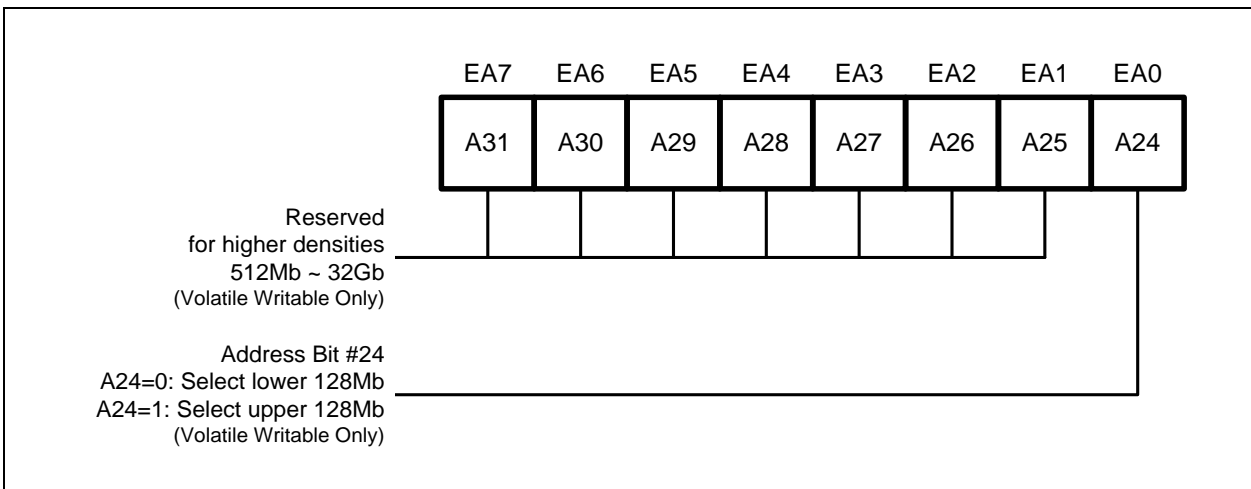 EA7 EA6 EA5 EA4 EA3 EA2 EA1 EA0
A31 A30 A29 A28 A27 A26 A25 A24
Reserved
for higher densities
512Mb ~ 32Gb
(Volatile Writable Only)
Address Bit #24
A24=0: Select lower 128Mb
A24=1: Select upper 128Mb
(Volatile Writable Only)